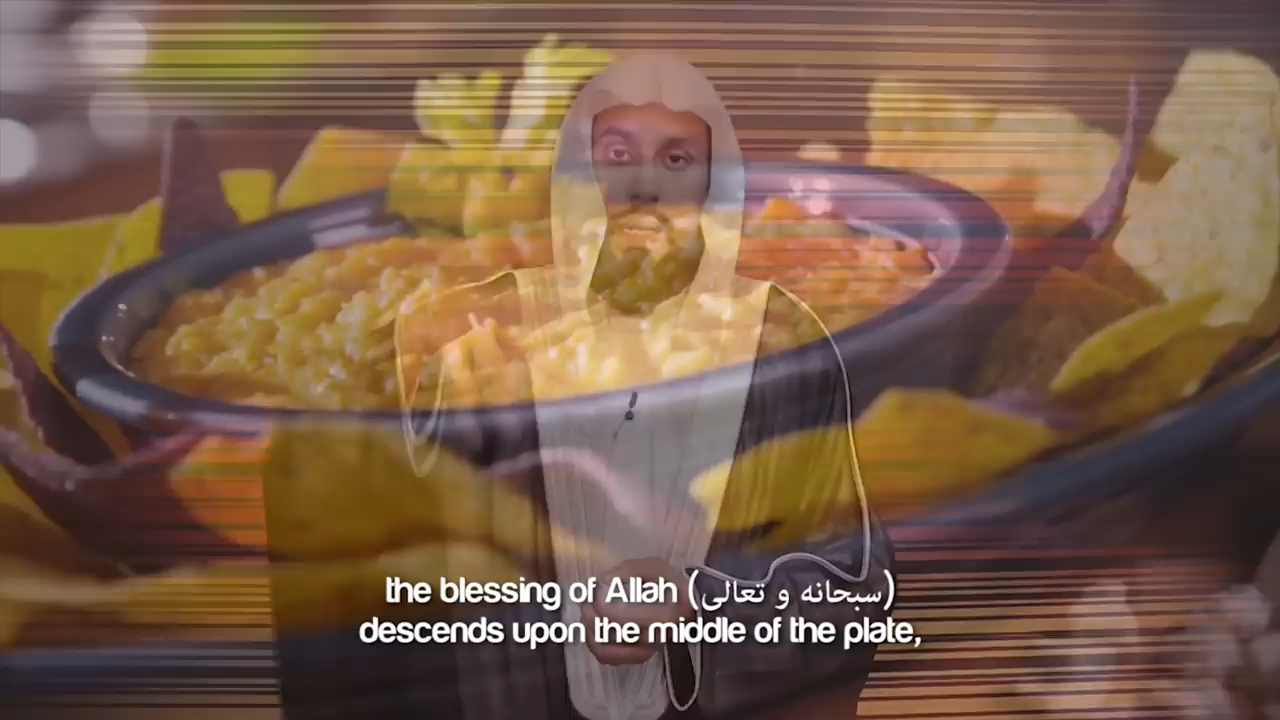 the blessing of Allah (سبحانه و تعالى)
descends upon the middle of the plate,